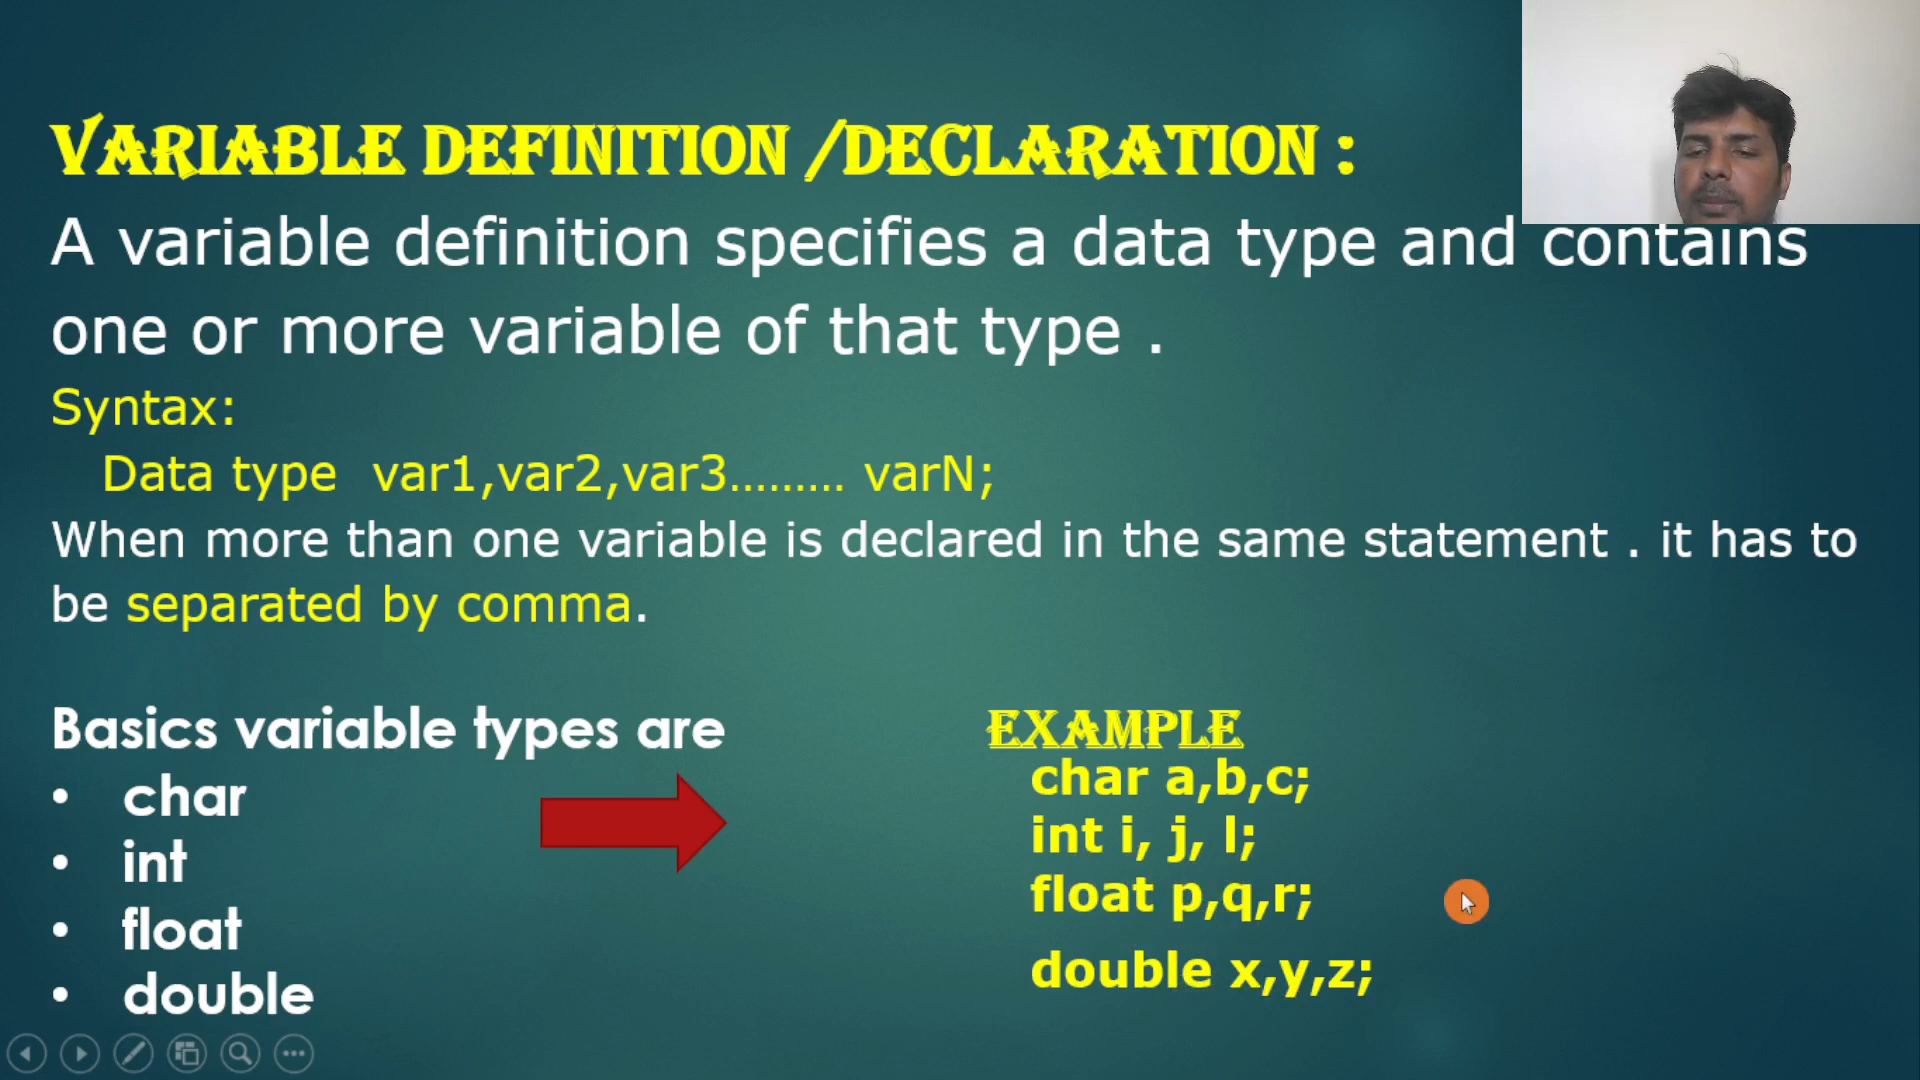 VARIABLE DEFINITION /DECLARATION :
A variable definition specifies a data type and contains
one or more variable of that type .
Syntax:
Data type var1,var2,var3......... varN;
When more than one variable is declared in the same statement . it has to
be separated by comma.
Basics variable types are
• char
• int
• float
• double
EXAMPLE
char a,b,c;
int i, j, l;
float p,q,r;
double x,y,z;